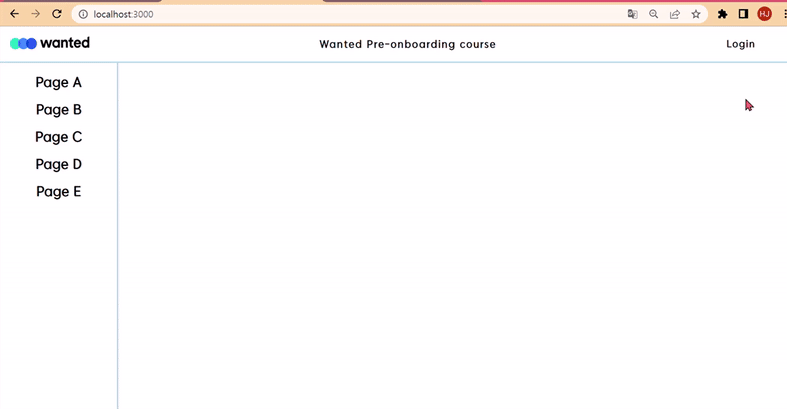 localhost:3000
HJ
wanted
Wanted Pre-onboarding course
Login
Page A
Page B
Page C
Page D
Page E